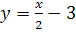 y = x/2 − 3